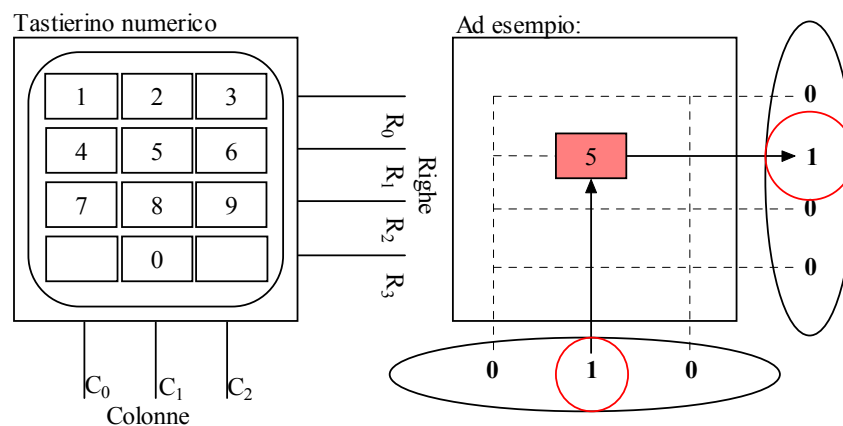 Tastierino numerico
1 2 3
4 5 6
7 8 9
0
R0
R1
R2
R3
Righe
C0 C1 C2
Colonne
Ad esempio:
0
5 1
0
0
0 1 0